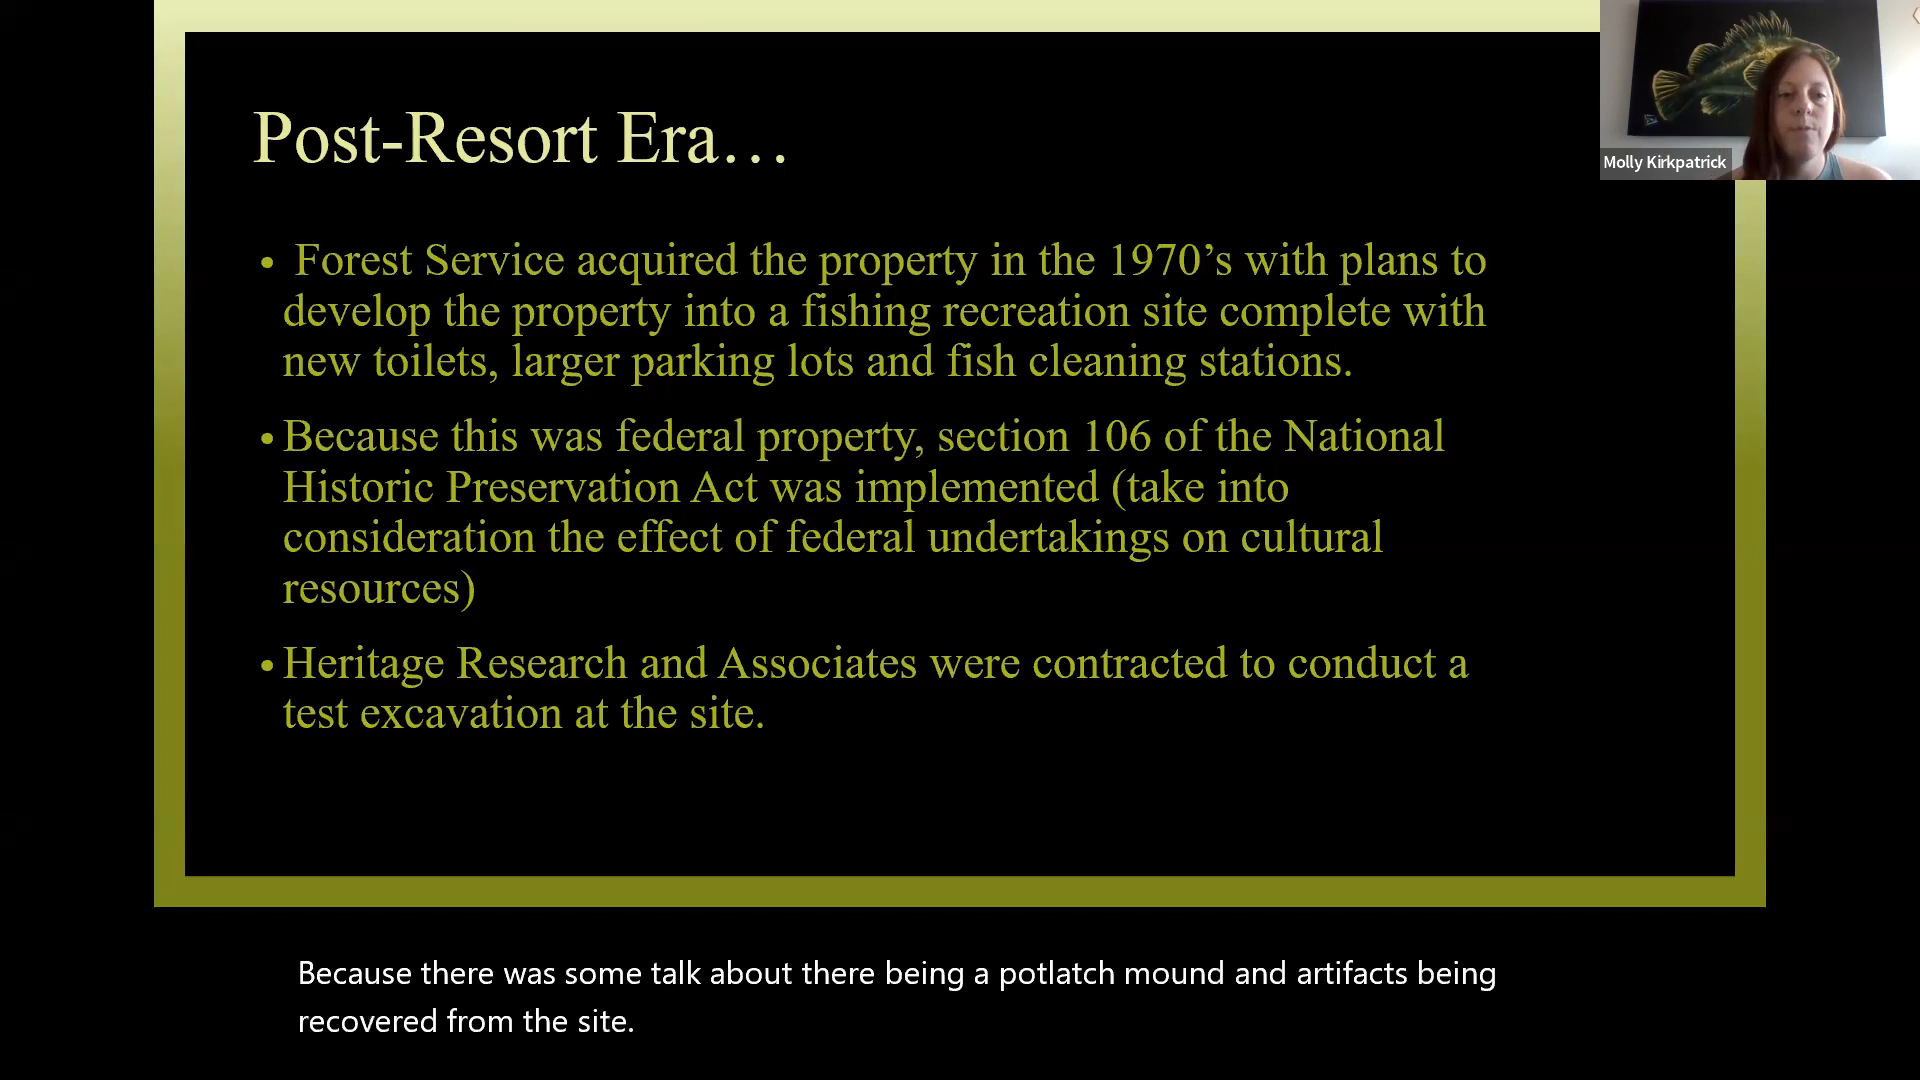 Post-Resort Era…
Molly Kirkpatrick
• Forest Service acquired the property in the 1970’s with plans to
develop the property into a fishing recreation site complete with
new toilets, larger parking lots and fish cleaning stations.
• Because this was federal property, section 106 of the National
Historic Preservation Act was implemented (take into
consideration the effect of federal undertakings on cultural
resources)
• Heritage Research and Associates were contracted to conduct a
test excavation at the site.
Because there was some talk about there being a potlatch mound and artifacts being
recovered from the site.